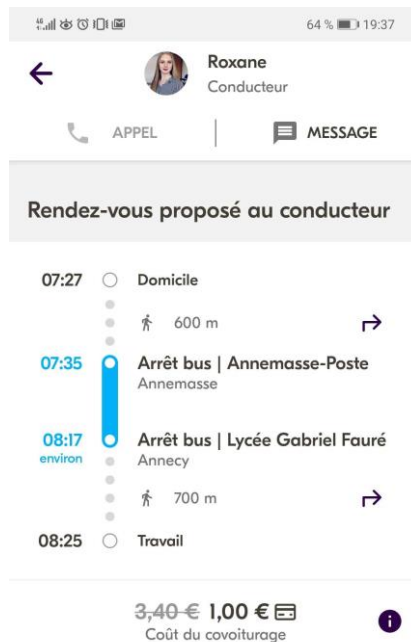 46 64 % 19:37
Roxane
Conducteur
APPEL MESSAGE
Rendez-vous proposé au conducteur
07:27 Domicile
600 m
07:35 Arrêt bus | Annemasse-Poste
Annemasse
08:17 Arrêt bus | Lycée Gabriel Fauré
environ Annecy
700 m
08:25 Travail
3,40 € 1,00 €
Coût du covoiturage